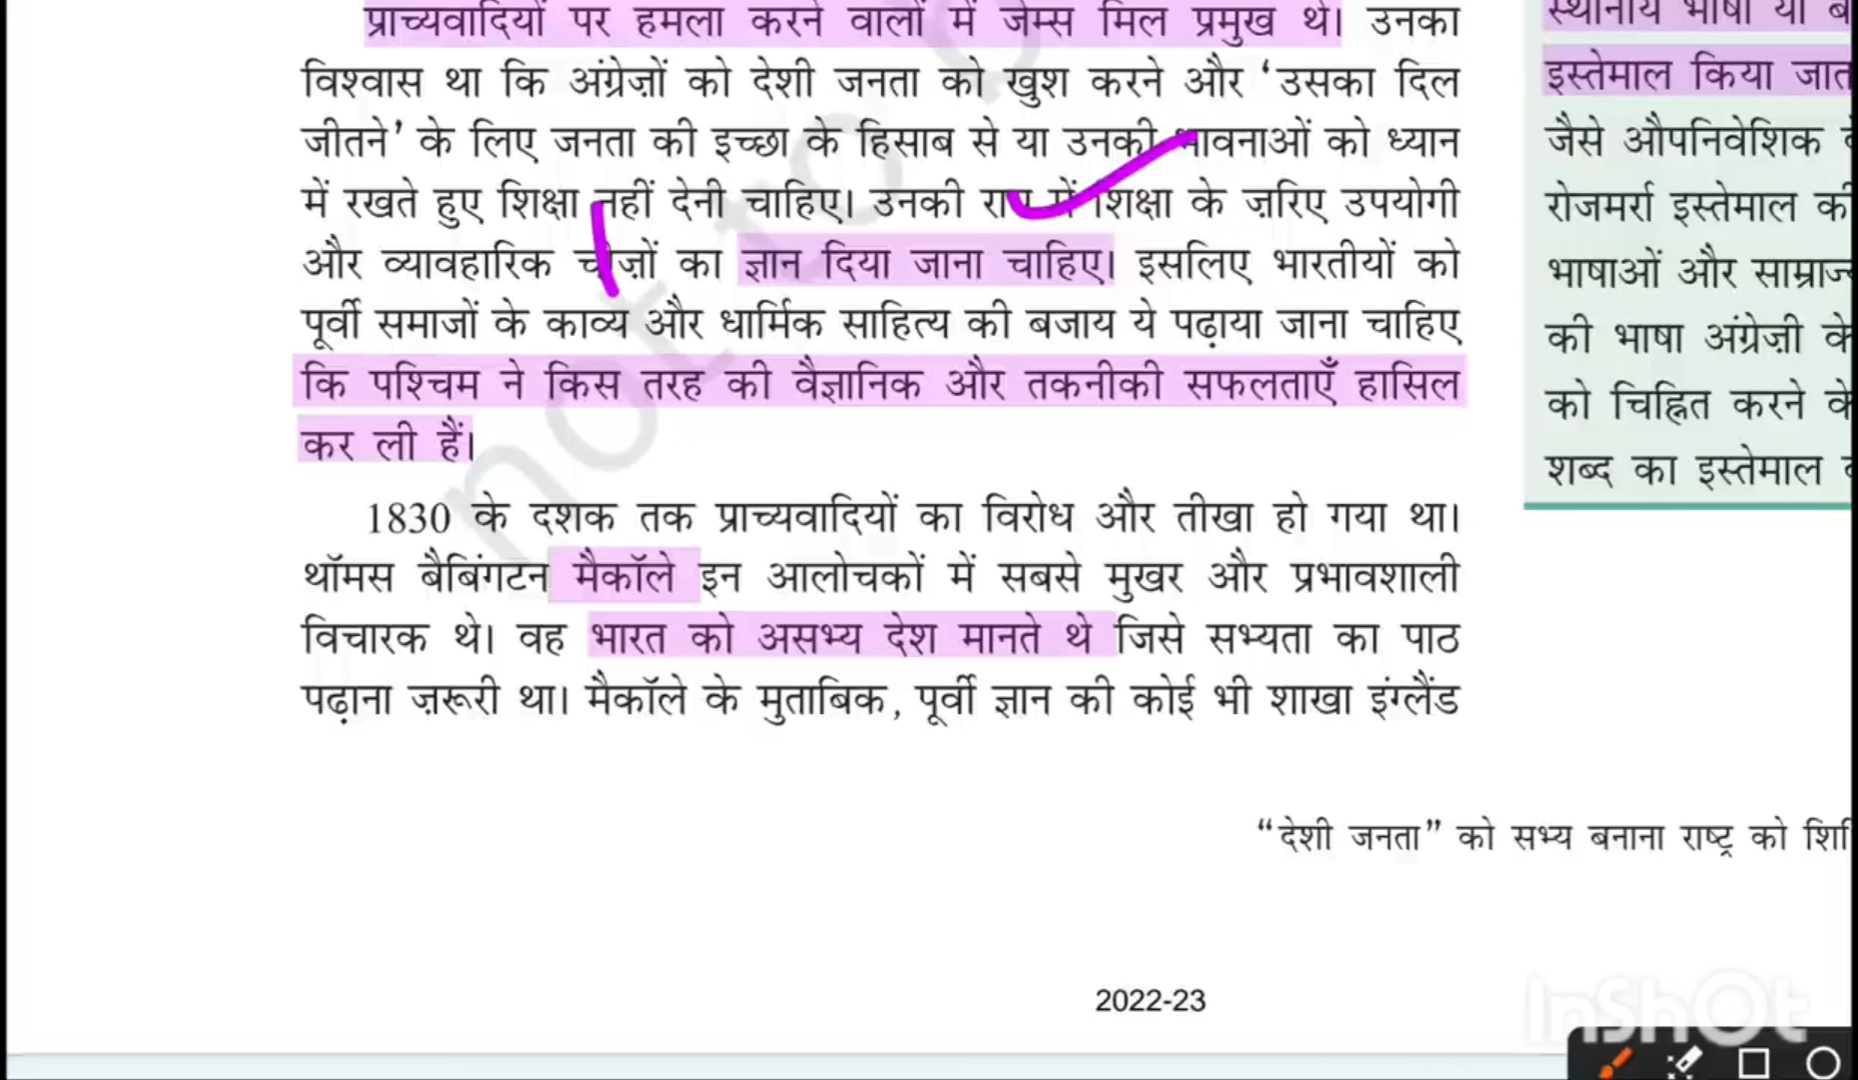 प्राच्यवादियों पर हमला करने वालों में जेम्स मिल प्रमुख थे। उनका
विश्वास था कि अंग्रेज़ों को देशी जनता को खुश करने और ‘उसका दिल
जीतने’ के लिए जनता की इच्छा के हिसाब से या उनकी भावनाओं को ध्यान
में रखते हुए शिक्षा नहीं देनी चाहिए। उनकी राय में शिक्षा के ज़रिए उपयोगी
और व्यावहारिक चीज़ों का ज्ञान दिया जाना चाहिए। इसलिए भारतीयों को
पूर्वी समाजों के काव्य और धार्मिक साहित्य की बजाय ये पढ़ाया जाना चाहिए
कि पश्चिम ने किस तरह की वैज्ञानिक और तकनीकी सफलताएँ हासिल
कर ली हैं।
1830 के दशक तक प्राच्यवादियों का विरोध और तीखा हो गया था।
थॉमस बैबिंगटन मैकॉले इन आलोचकों में सबसे मुखर और प्रभावशाली
विचारक थे। वह भारत को असभ्य देश मानते थे जिसे सभ्यता का पाठ
पढ़ाना ज़रूरी था। मैकॉले के मुताबिक, पूर्वी ज्ञान की कोई भी शाखा इंग्लैंड
स्थानीय भाषा या
इस्तेमाल किया
जैसे औपनिवेशिक
रोजमर्रा इस्तेमाल की
भाषाओं और
की भाषा अंग्रेज़ी के
को चिह्नित करने के
शब्द का इस्तेमाल
“देशी जनता” को सभ्य बनाना राष्ट्र को
2022-23
not to
InShOt